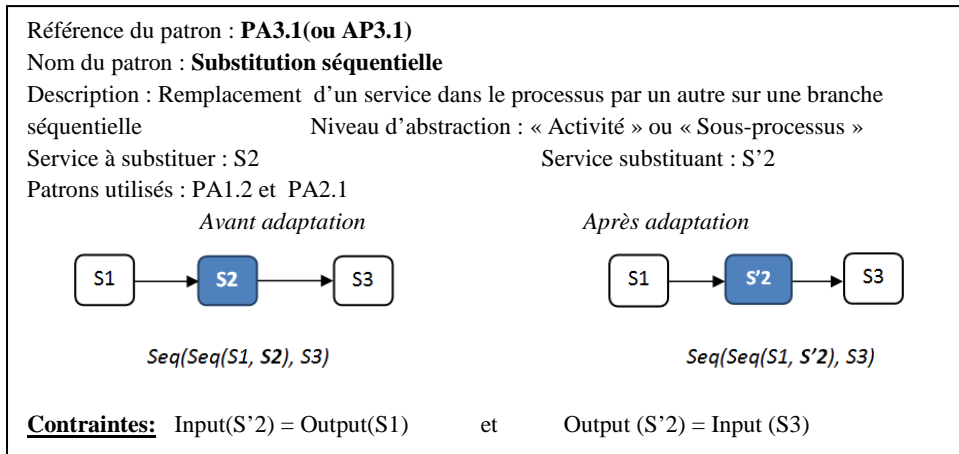 Référence du patron : PA3.1(ou AP3.1)
Nom du patron : Substitution séquentielle
Description : Remplacement d’un service dans le processus par un autre sur une branche
séquentielle Niveau d’abstraction : « Activité » ou « Sous-processus »
Service à substituer : S2 Service substituant : S’2
Patrons utilisés : PA1.2 et PA2.1
Avant adaptation Après adaptation
S1 S2 S3 S1 S’2 S3
Seq(Seq(S1, S2), S3) Seq(Seq(S1, S’2), S3)
Contraintes: Input(S’2) = Output(S1) et Output (S’2) = Input (S3)